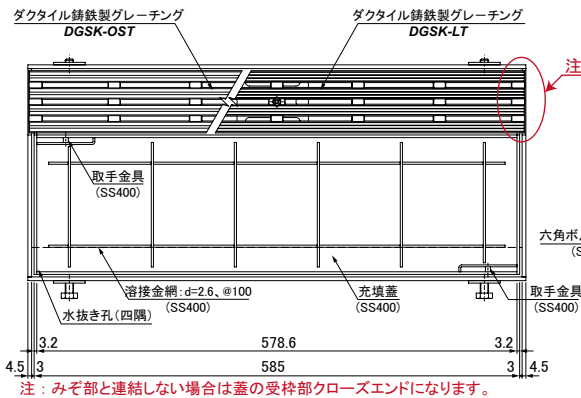 ダクタイル鋳鉄製グレーチング
DGSK-OST
ダクタイル鋳鉄製グレーチング
DGSK-LT
注
取手金具
(SS400)
六角ボ
(S
溶接金網:d=2.6、@100
(SS400)
充填蓋
(SS400)
取手金具
(SS400)
水抜き孔(四隅)
3.2 578.6 3.2
4.5 3 585 3 4.5
注：みぞ部と連結しない場合は蓋の受枠部クローズエンドになります。